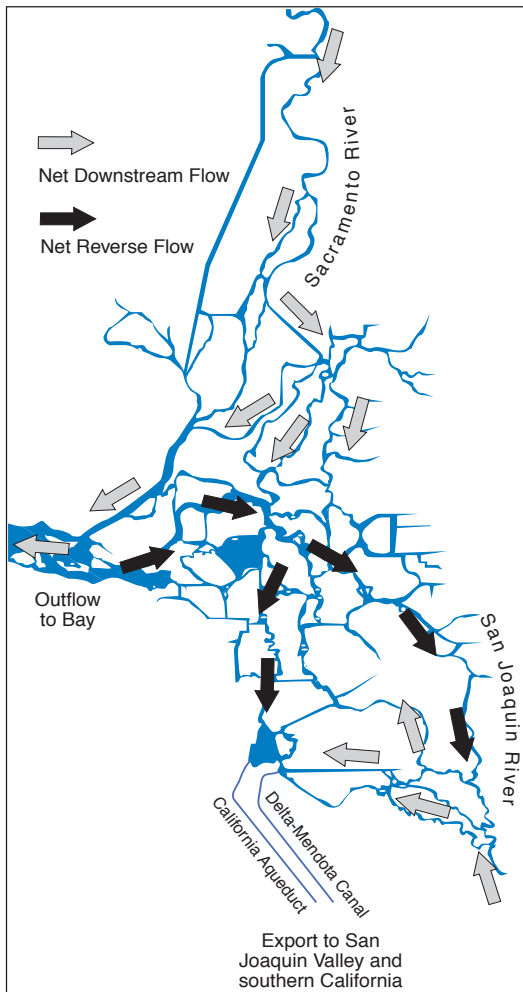 Sacramento River
Net Downstream Flow
Net Reverse Flow
Outflow
to Bay
San Joaquin River
Delta-Mendota Canal
California Aqueduct
Export to San
Joaquin Valley and
southern California